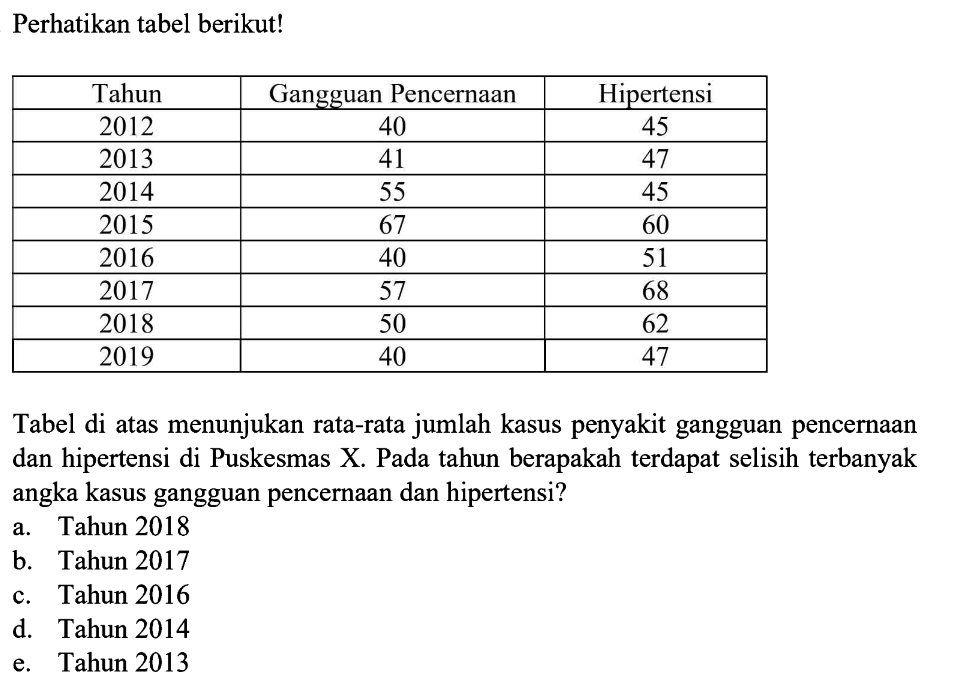 Perhatikan tabel berikut!
Tahun Gangguan Pencernaan Hipertensi
2012 40 45
2013 41 47
2014 55 45
2015 67 60
2016 40 51
2017 57 68
2018 50 62
2019 40 47
Tabel di atas menunjukan rata-rata jumlah kasus penyakit gangguan pencernaan
dan hipertensi di Puskesmas X. Pada tahun berapakah terdapat selisih terbanyak
angka kasus gangguan pencernaan dan hipertensi?
a. Tahun 2018
b. Tahun 2017
c. Tahun 2016
d. Tahun 2014
e. Tahun 2013